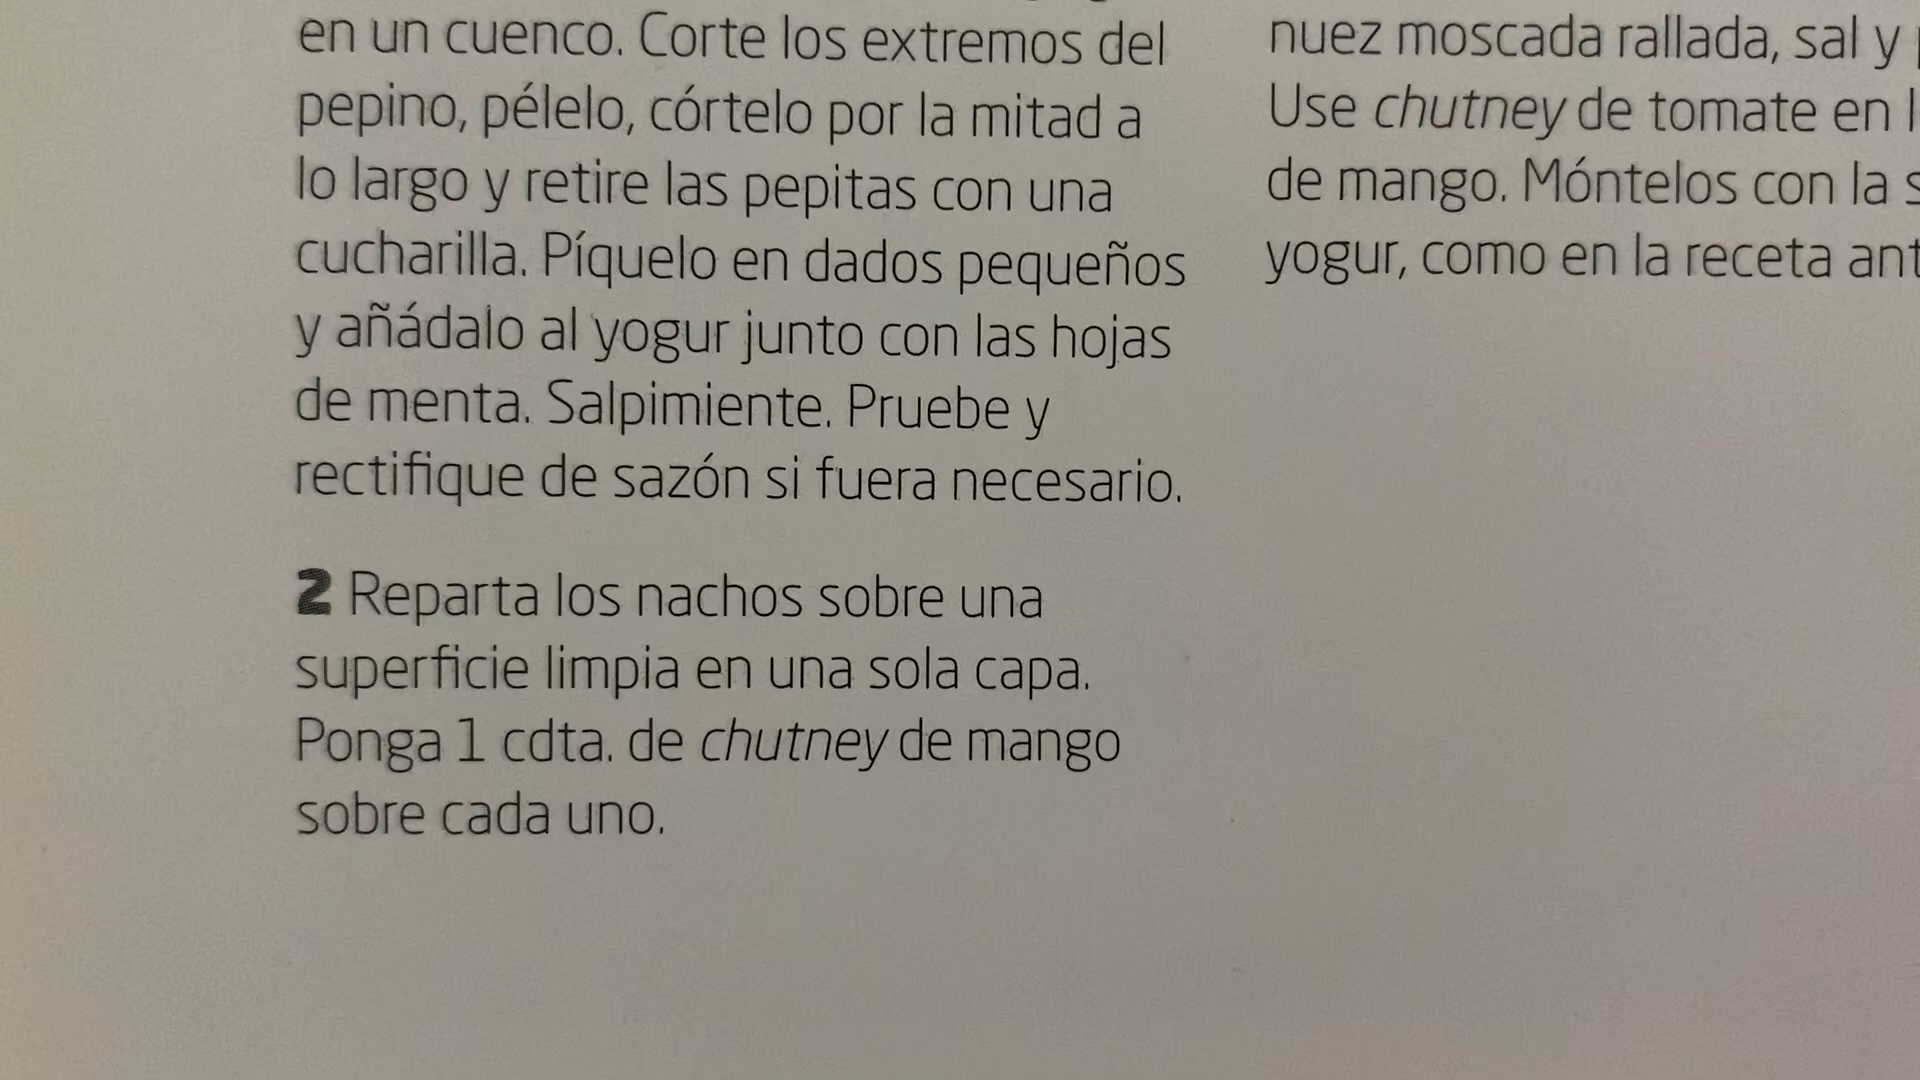 en un cuenco. Corte los extremos del
pepino, pélelo, córtelo por la mitad a
lo largo y retire las pepitas con una
cucharilla. Píquelo en dados pequeños
y añádalo al yogur junto con las hojas
de menta. Salpimiente. Pruebe y
rectifique de sazón si fuera necesario.
2 Reparta los nachos sobre una
superficie limpia en una sola capa.
Ponga 1 cdta. de chutney de mango
sobre cada uno.
nuez moscada rallada, sal y
Use chutney de tomate en
de mango. Móntelos con la
yogur, como en la receta